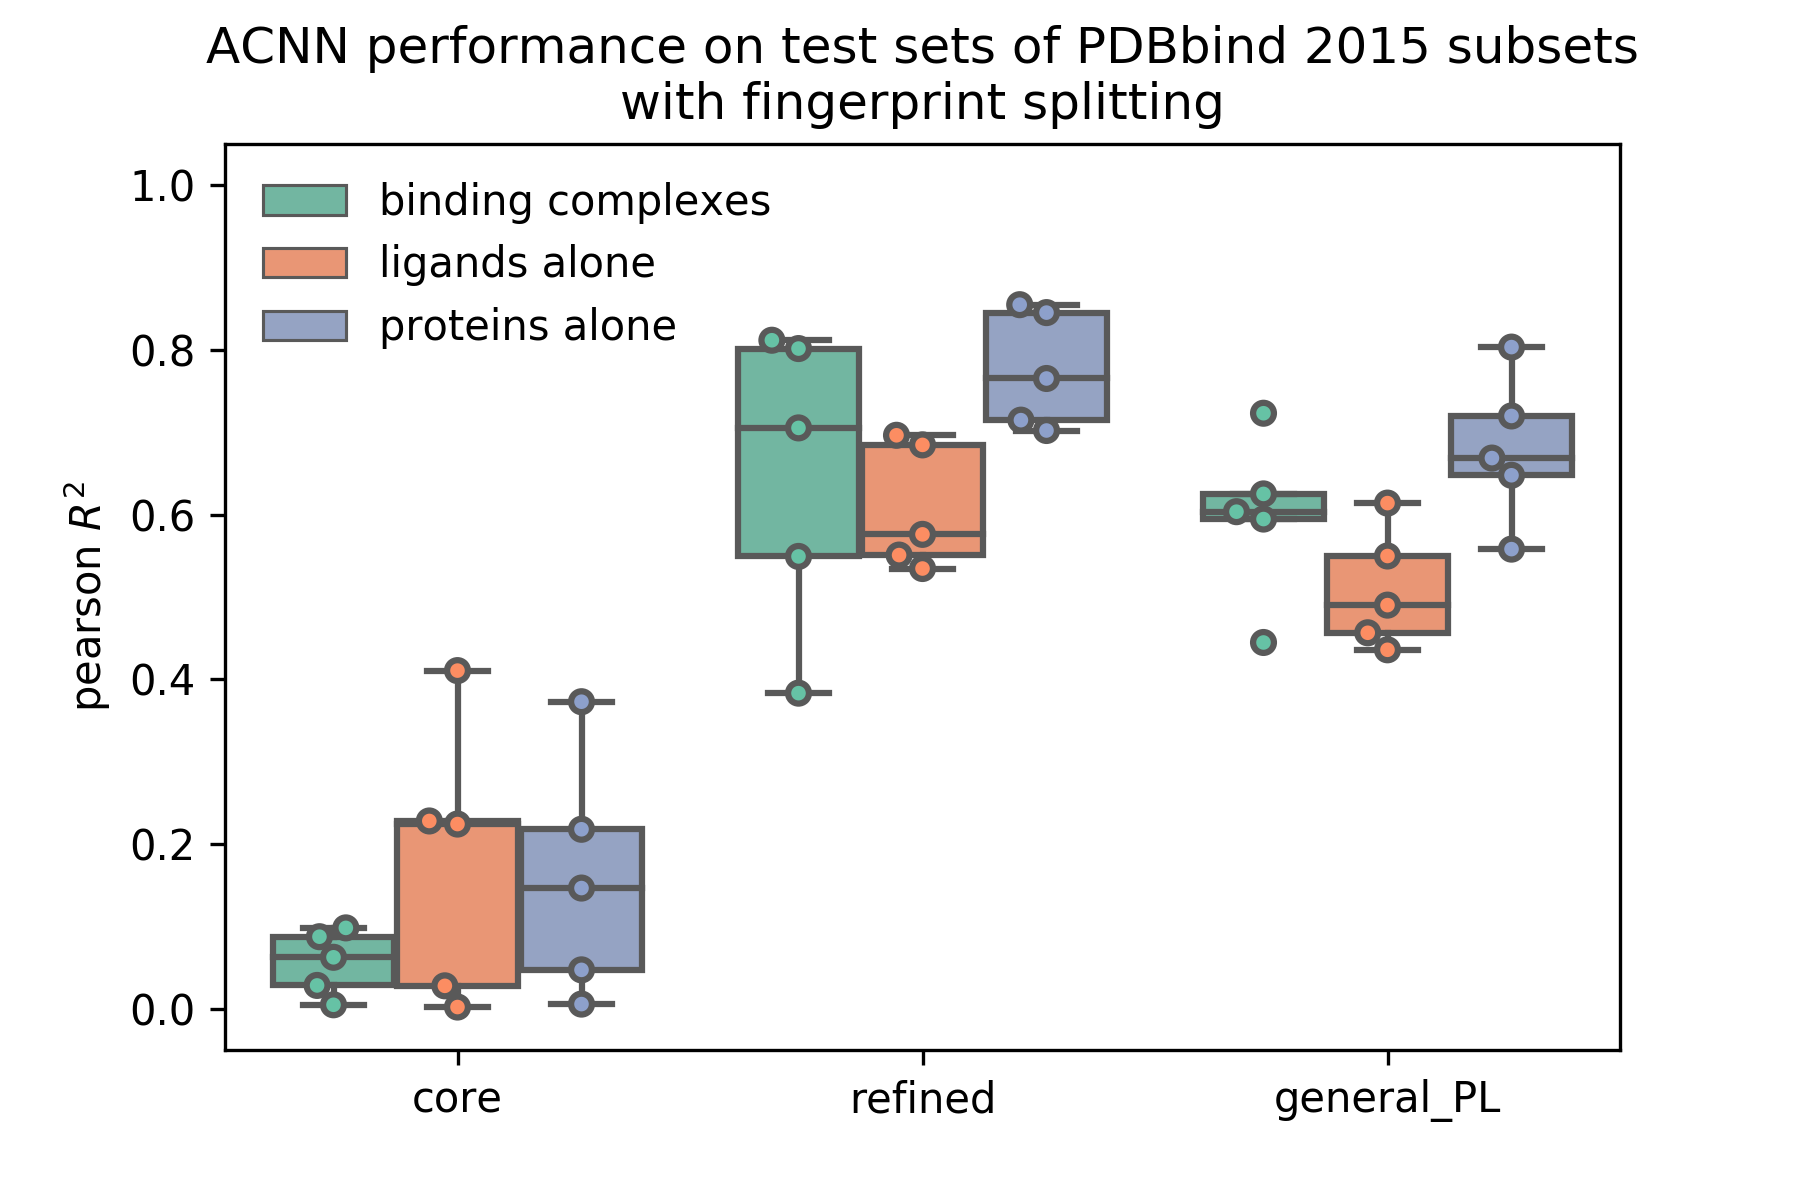 ACNN performance on test sets of PDBbind 2015 subsets
with fingerprint splitting
binding complexes
ligands alone
proteins alone
1.0
0.8
0.6
0.4
0.2
0.0
pearson R²
core
refined
general_PL